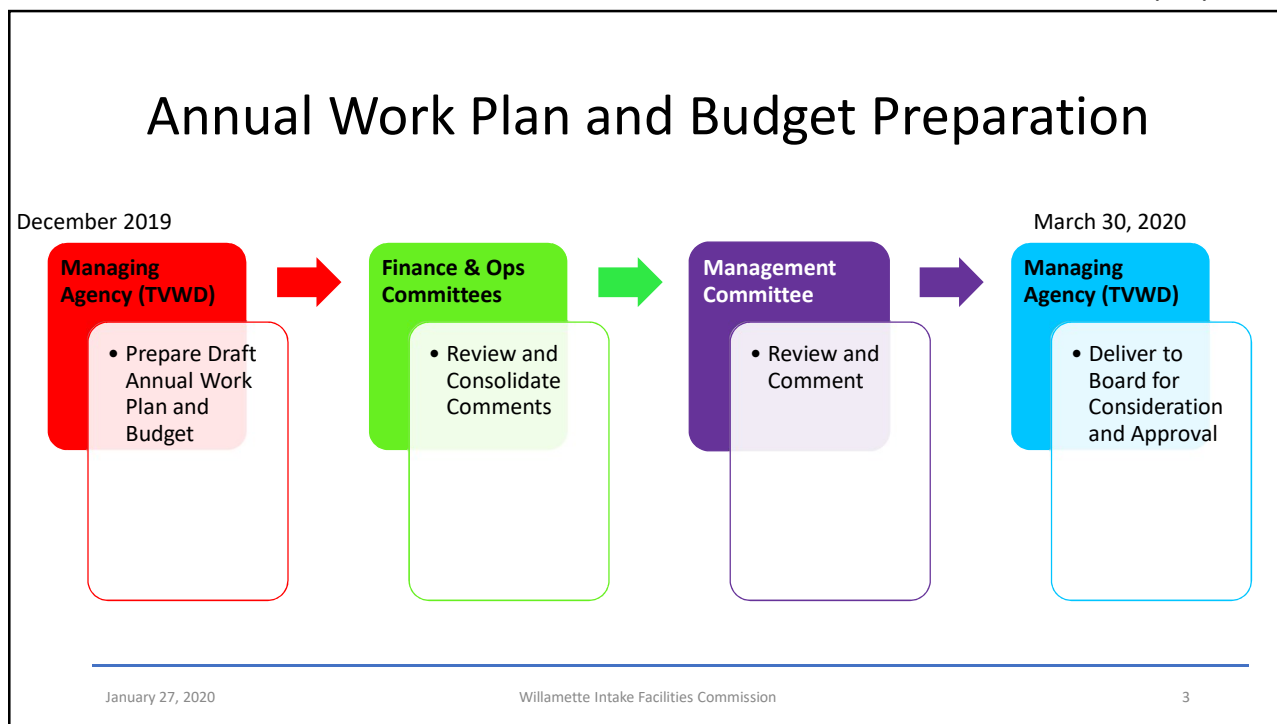 Annual Work Plan and Budget Preparation
December 2019
March 30, 2020
Managing
Agency (TVWD)
• Prepare Draft
Annual Work
Plan and
Budget
Finance & Ops
Committees
• Review and
Consolidate
Comments
Management
Committee
• Review and
Comment
Managing
Agency (TVWD)
• Deliver to
Board for
Consideration
and Approval
January 27, 2020
Willamette Intake Facilities Commission
3